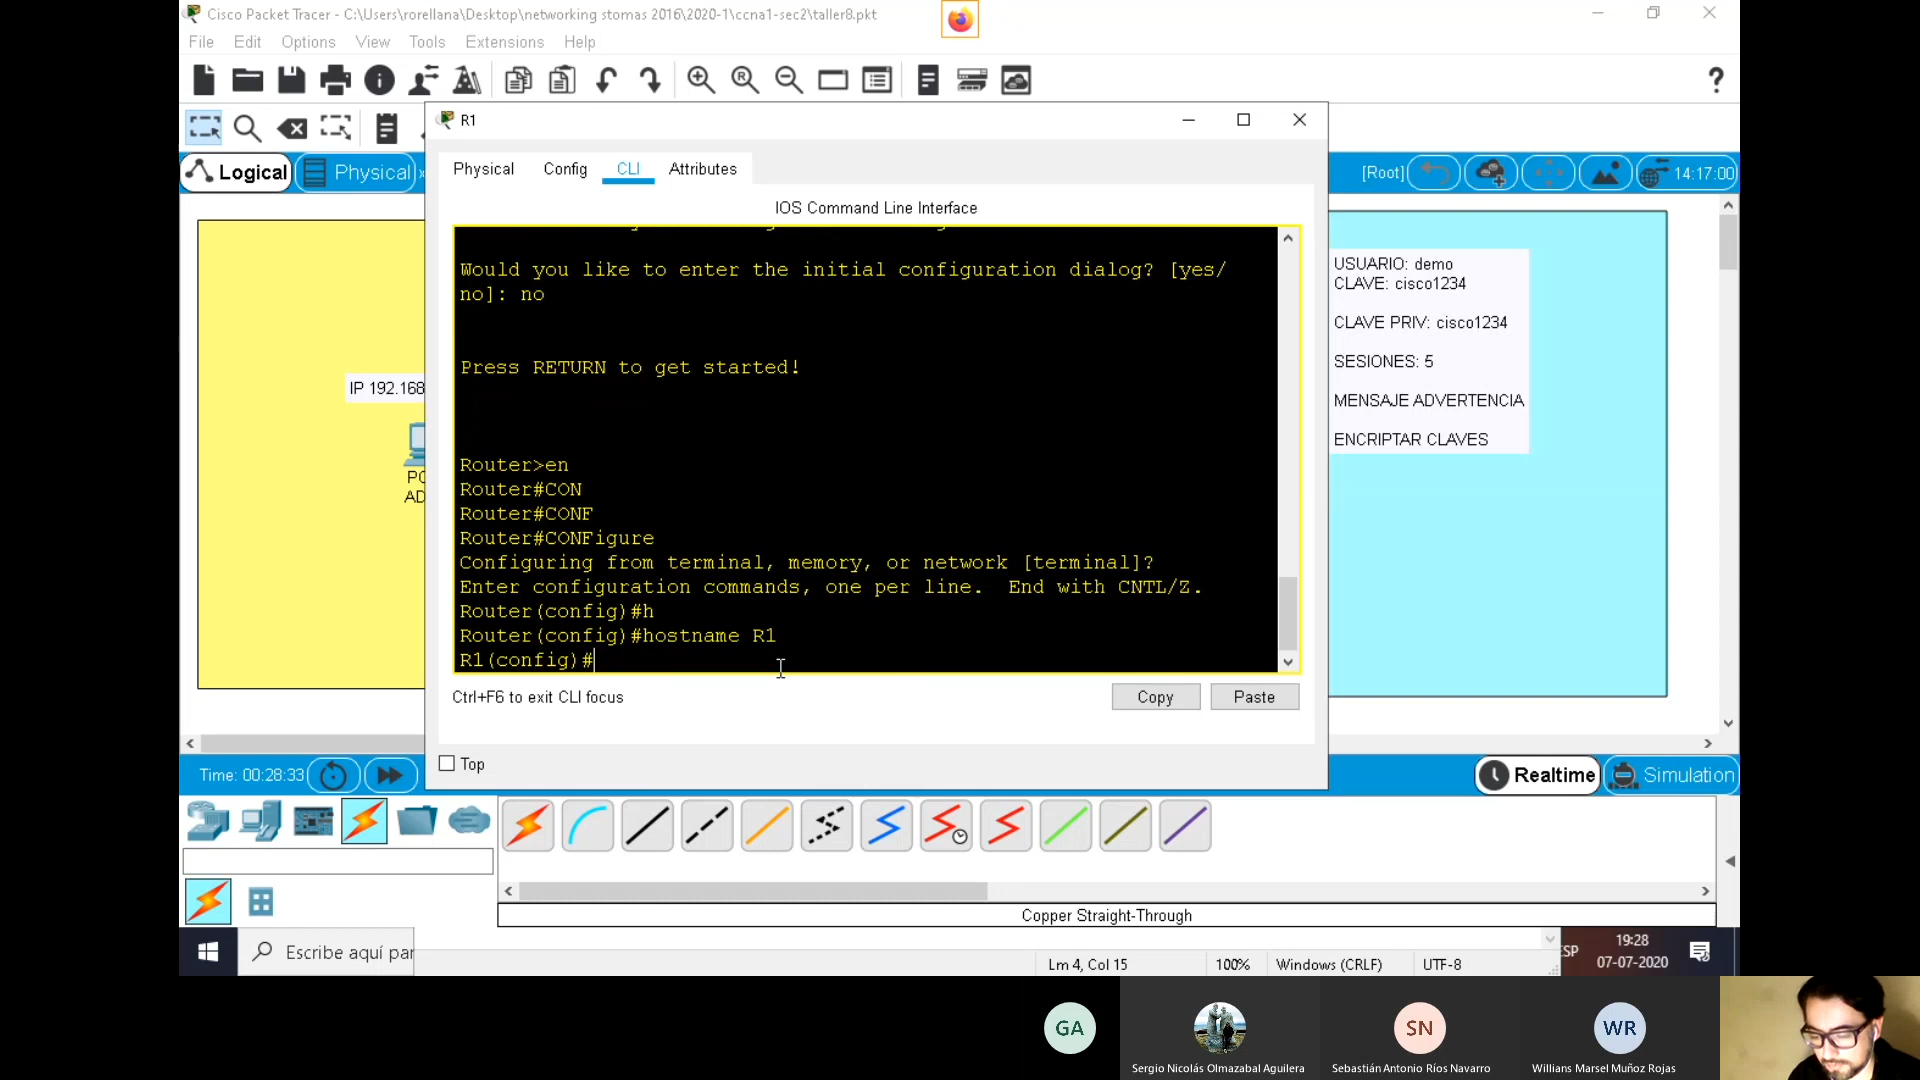 Cisco Packet Tracer - C:\Users\rorellana\Desktop\networking stomas 2016\2020-1\ccna1-sec2\taller8.pkt
File Edit Options View Tools Extensions Help
R1
Logical
Physical
[Root]
14:17:00
Physical Config CLI Attributes
IOS Command Line Interface
Would you like to enter the initial configuration dialog? [yes/
no]: no
Press RETURN to get started!
Router>en
Router#CON
Router#CONF
Router#CONFigure
Configuring from terminal, memory, or network [terminal]?
Enter configuration commands, one per line.  End with CNTL/Z.
Router(config)#h
Router(config)#hostname R1
R1(config)#
Ctrl+F6 to exit CLI focus
Copy
Paste
Top
IP 192.168
PC
AD
USUARIO: demo
CLAVE: cisco1234
CLAVE PRIV: cisco1234
SESIONES: 5
MENSAJE ADVERTENCIA
ENCRIPTAR CLAVES
Time: 00:28:33
Realtime
Simulation
Copper Straight-Through
Escribe aquí par
Lm 4, Col 15
100%
Windows (CRLF)
UTF-8
ESP
19:28
07-07-2020
GA
SN
WR
Sergio Nicolás Olmazabal Aguilera
Sebastián Antonio Ríos Navarro
Willians Marsel Muñoz Rojas